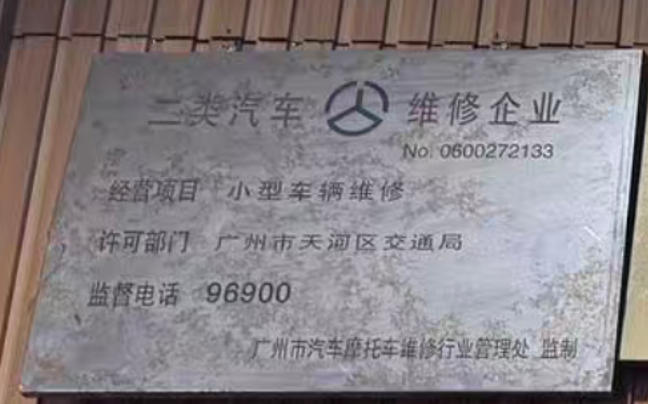 二类汽车 维修企业
No. 0600272133
经营项目 小型车辆维修
许可部门 广州市天河区交通局
监督电话 96900
广州市汽车摩托车维修行业管理处 监制